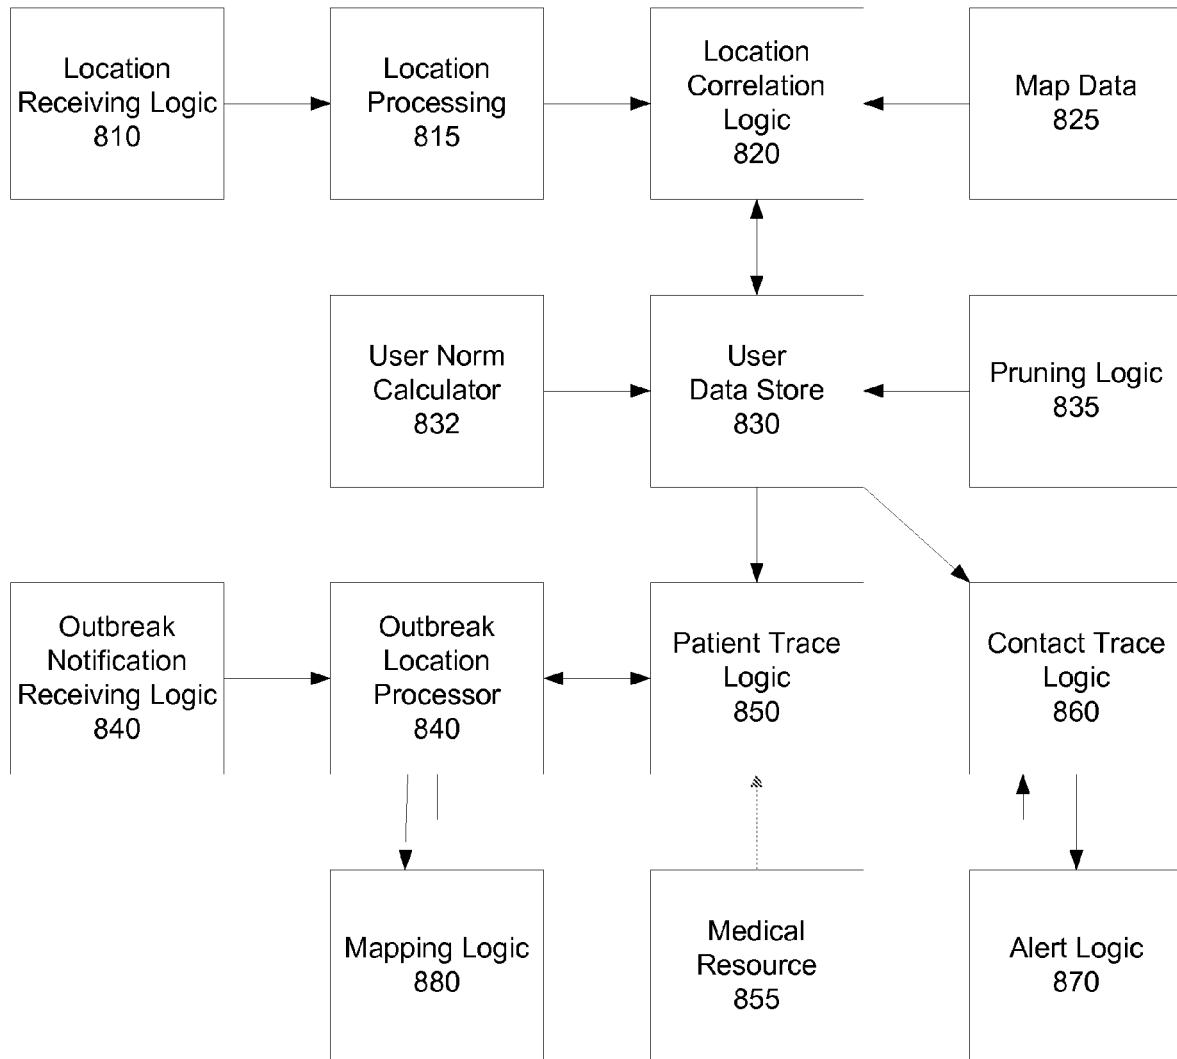 Location
Receiving Logic
810
Location
Processing
815
Location
Correlation
Logic
820
Map Data
825
User Norm
Calculator
832
User
Data Store
830
Pruning Logic
835
Outbreak
Notification
Receiving Logic
840
Outbreak
Location
Processor
840
Patient Trace
Logic
850
Contact Trace
Logic
860
Mapping Logic
880
Medical
Resource
855
Alert Logic
870